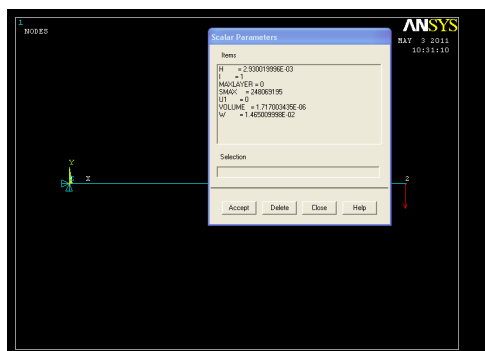 1
NODES
ANSYS
MAY 3 2011
10:31:10
Scalar Parameters
Items
H = 2.930019996E-03
I = 1
MAXLAYER = 0
SMAX = 248069195
U1 = 0
VOLUME = 1.717003435E-06
W = 1.465009998E-02
Selection
Y
X
2
Accept Delete Close Help